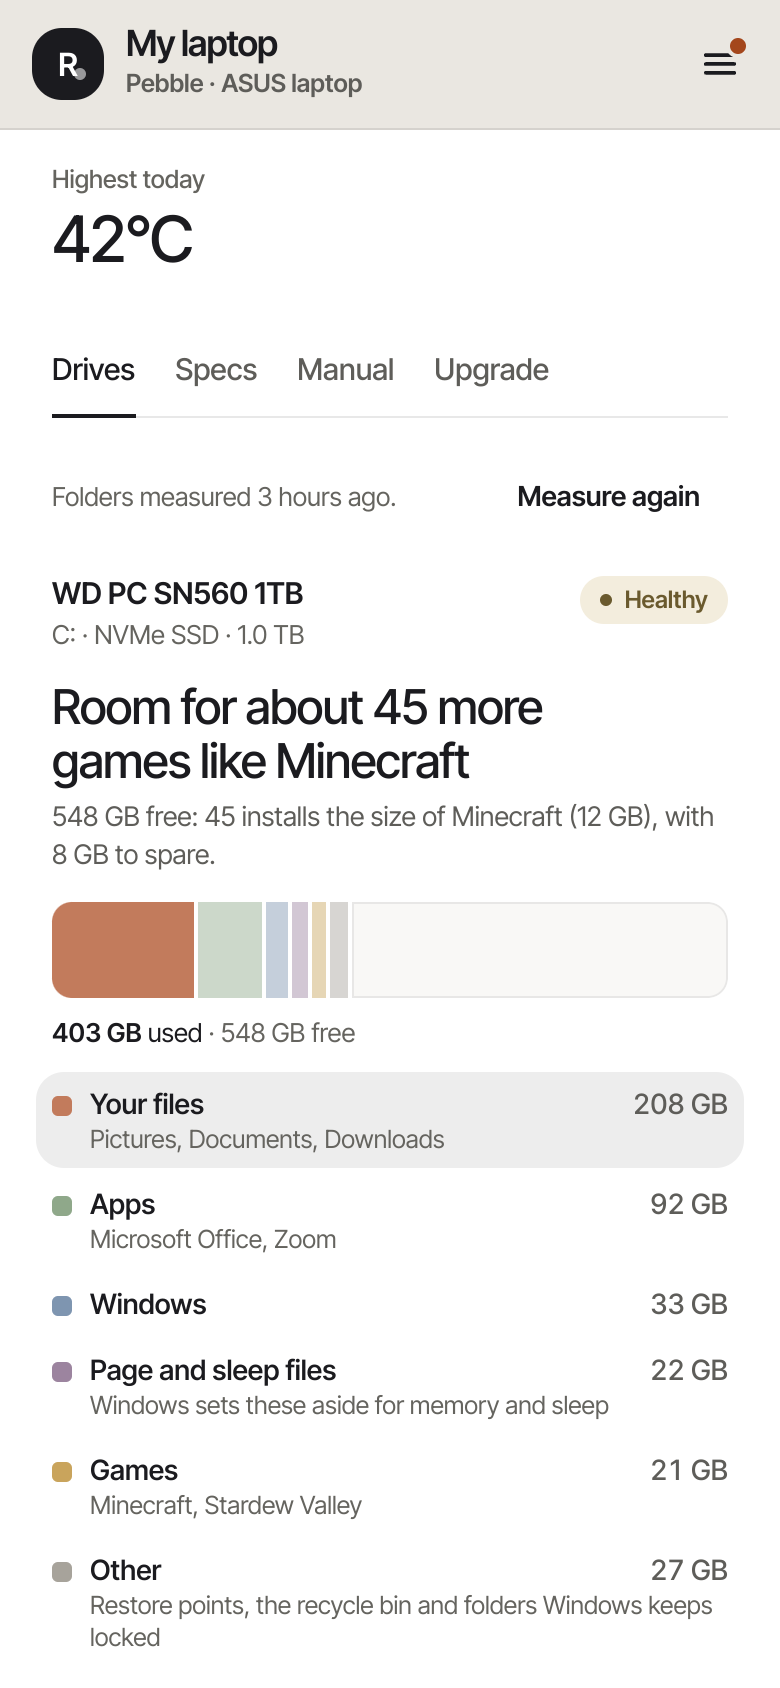 R
My laptop
Pebble · ASUS laptop
Highest today
42°C
Drives Specs Manual Upgrade
Folders measured 3 hours ago. Measure again
WD PC SN560 1TB
Healthy
C: · NVMe SSD · 1.0 TB
Room for about 45 more
games like Minecraft
548 GB free: 45 installs the size of Minecraft (12 GB), with
8 GB to spare.
403 GB used · 548 GB free
Your files 208 GB
Pictures, Documents, Downloads
Apps 92 GB
Microsoft Office, Zoom
Windows 33 GB
Page and sleep files 22 GB
Windows sets these aside for memory and sleep
Games 21 GB
Minecraft, Stardew Valley
Other 27 GB
Restore points, the recycle bin and folders Windows keeps
locked